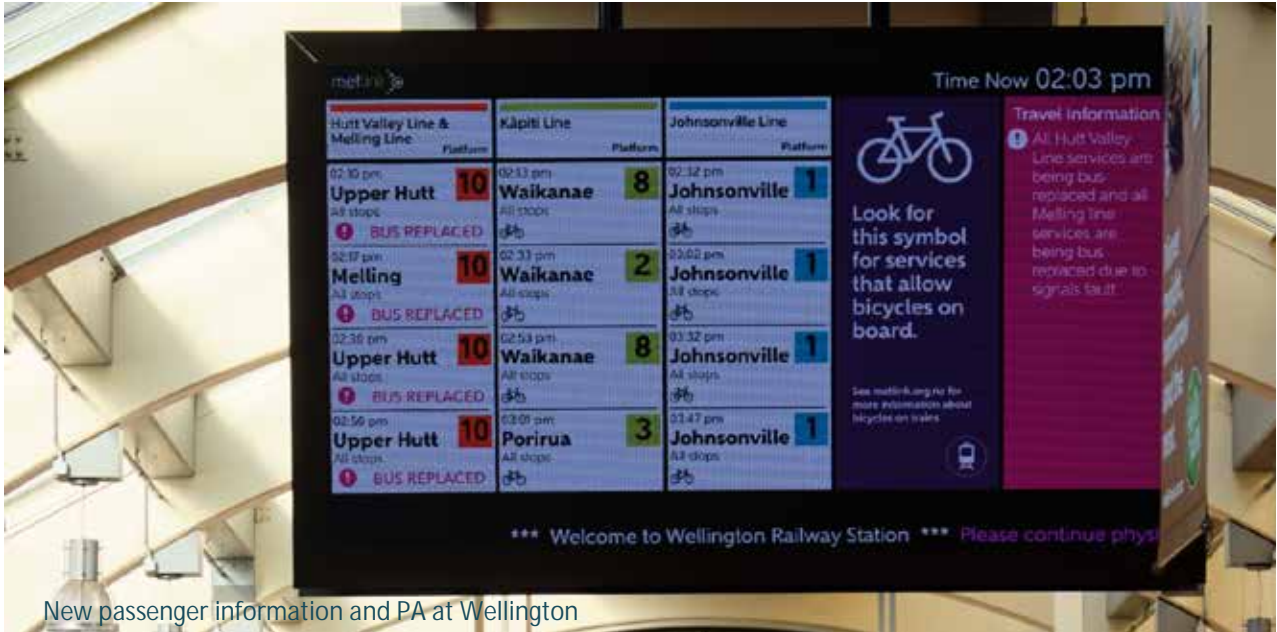 metlink
Time Now 02:03 pm
Hutt Valley Line &
Melling Line
Platform
02:10 pm
Upper Hutt 10
All stops
BUS REPLACED
02:17 pm
Melling 10
All stops
BUS REPLACED
02:36 pm
Upper Hutt 10
All stops
BUS REPLACED
02:56 pm
Upper Hutt 10
All stops
BUS REPLACED
Kāpiti Line
Platform
02:13 pm
Waikanae 8
All stops
02:33 pm
Waikanae 2
All stops
02:53 pm
Waikanae 8
All stops
03:01 pm
Porirua 3
All stops
Johnsonville Line
Platform
02:32 pm
Johnsonville 1
All stops
03:02 pm
Johnsonville 1
All stops
03:32 pm
Johnsonville 1
All stops
03:47 pm
Johnsonville 1
All stops
Look for
this symbol
for services
that allow
bicycles on
board.
See metlink.org.nz for
more information about
bicycles on trains
Travel Information
All Hutt Valley
Line services are
being bus
replaced and all
Melling line
services are
being bus
replaced due to
signals fault
*** Welcome to Wellington Railway Station *** Please continue physi
New passenger information and PA at Wellington